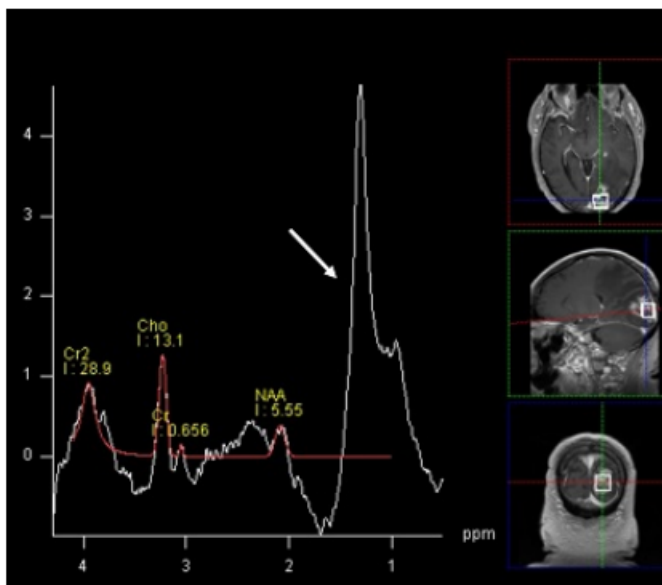 4
3
2
1
0
Cr2
I : 28.9
Cho
I : 13.1
Cr
I : 0.656
NAA
I : 5.55
ppm
4 3 2 1